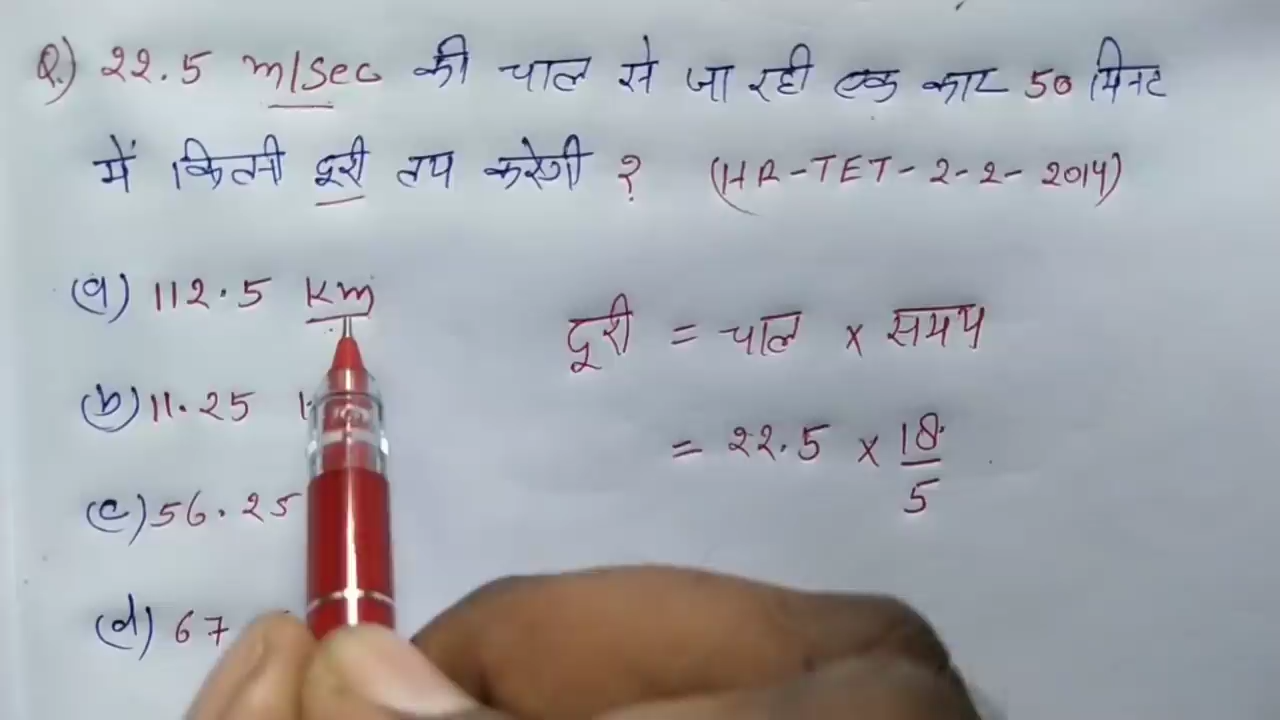 Q.) 22.5 m/sec की चाल से जा रही एक कार 50 मिनट
में कितनी दूरी तय करेगी ? (HR-TET-2-2-2014)
(a) 112.5 km
(b) 11.25
(c) 56.25
(d) 67
दूरी = चाल × समय
= 22.5 × 18/5